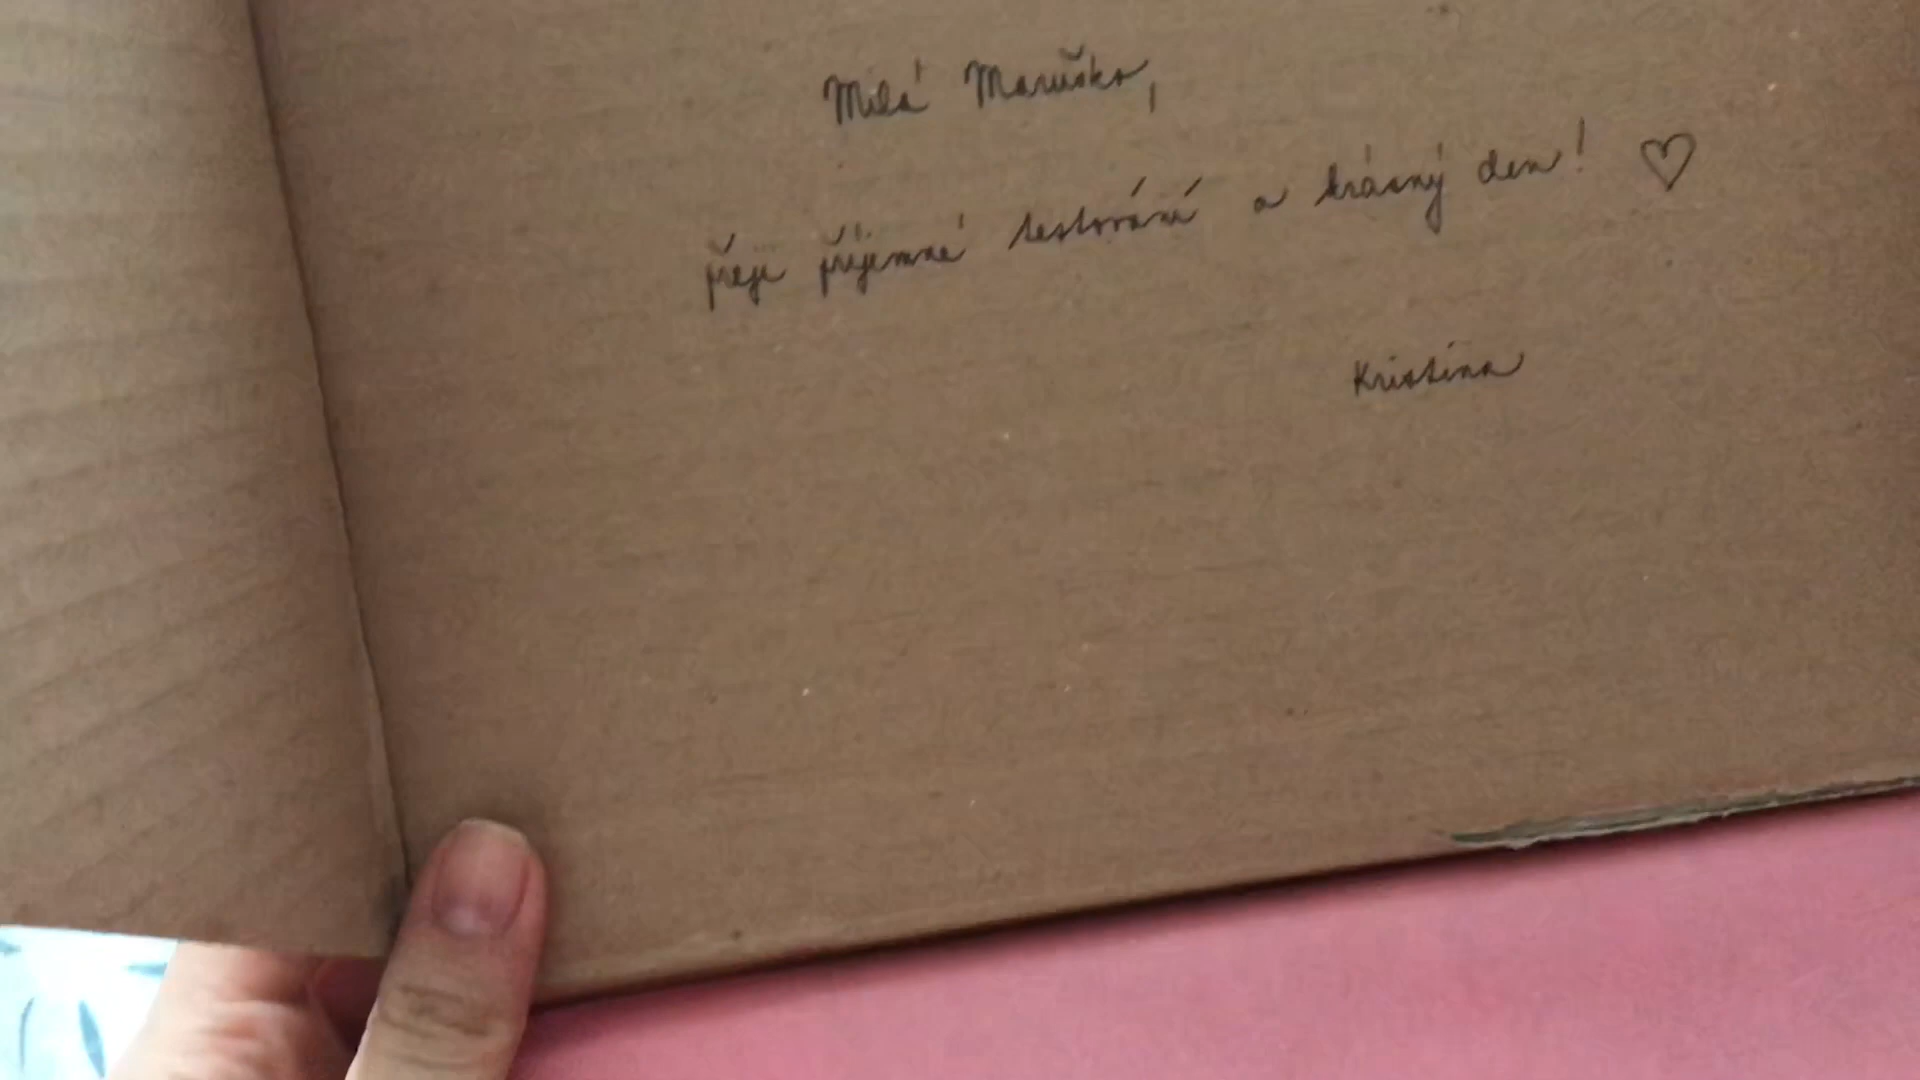 Milá Maruško,
přeji příjemné testování a krásný den! ♡
Kristina